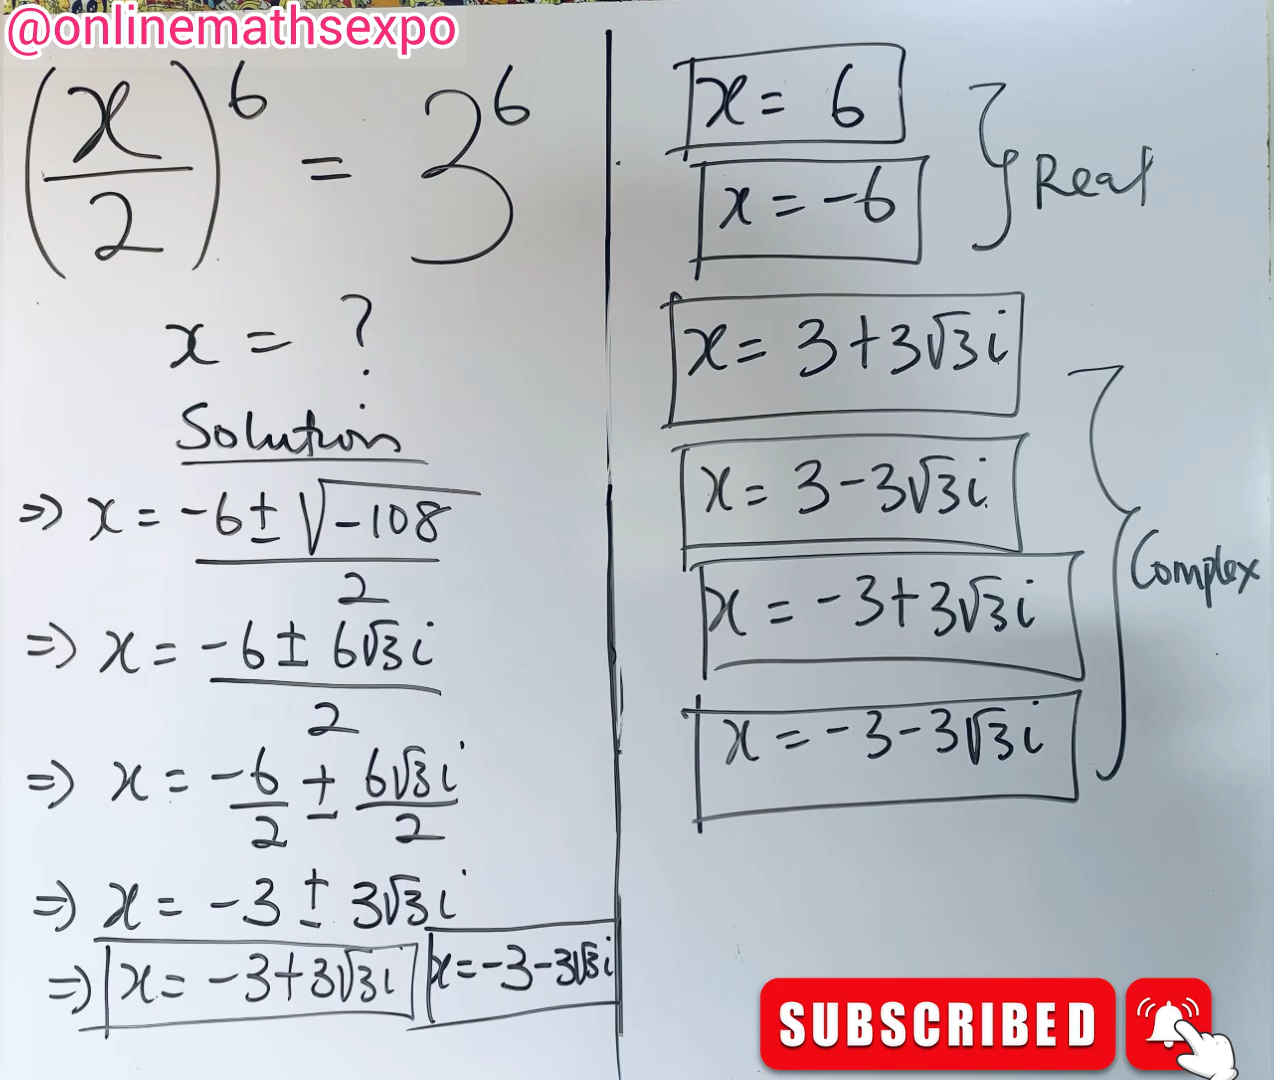 @onlinemathsexpo
(x/2)^6 = 3^6
x = ?
Solution
⇒ x = (-6 ± √-108)/2
⇒ x = (-6 ± 6√3i)/2
⇒ x = -6/2 ± 6√3i/2
⇒ x = -3 ± 3√3i
⇒ x = -3+3√3i x = -3-3√3i
x = 6
x = -6
Real
x = 3+3√3i
x = 3-3√3i
x = -3+3√3i
x = -3-3√3i
Complex
SUBSCRIBED